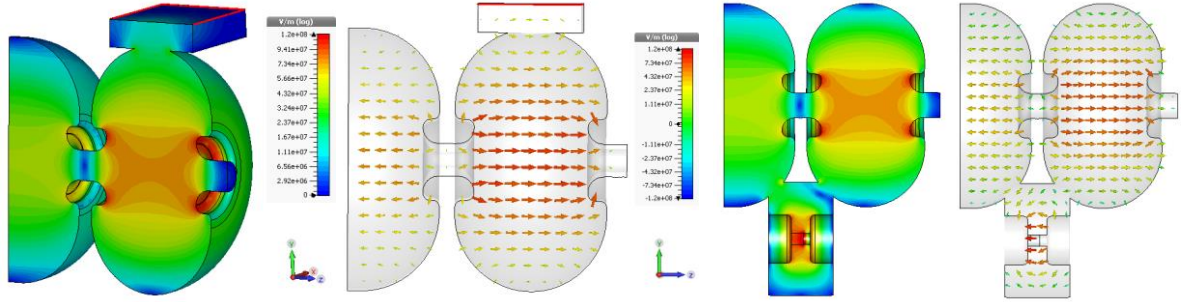 V/m (log)
1.2e+08
9.41e+07
7.34e+07
5.66e+07
4.32e+07
3.24e+07
2.37e+07
1.67e+07
1.11e+07
6.56e+06
2.92e+06
0
Y
X
Z
V/m (log)
1.2e+08
7.34e+07
4.32e+07
2.37e+07
1.11e+07
0
-1.11e+07
-2.37e+07
-4.32e+07
-7.34e+07
-1.2e+08
Y
Z